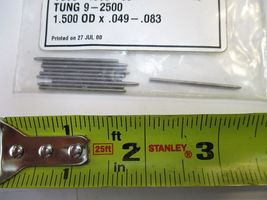 TUNG 9-2500
1.500 OD x .049-.083
Printed on 27 JUL 00
1 ft 2 3
25ft STANLEY®